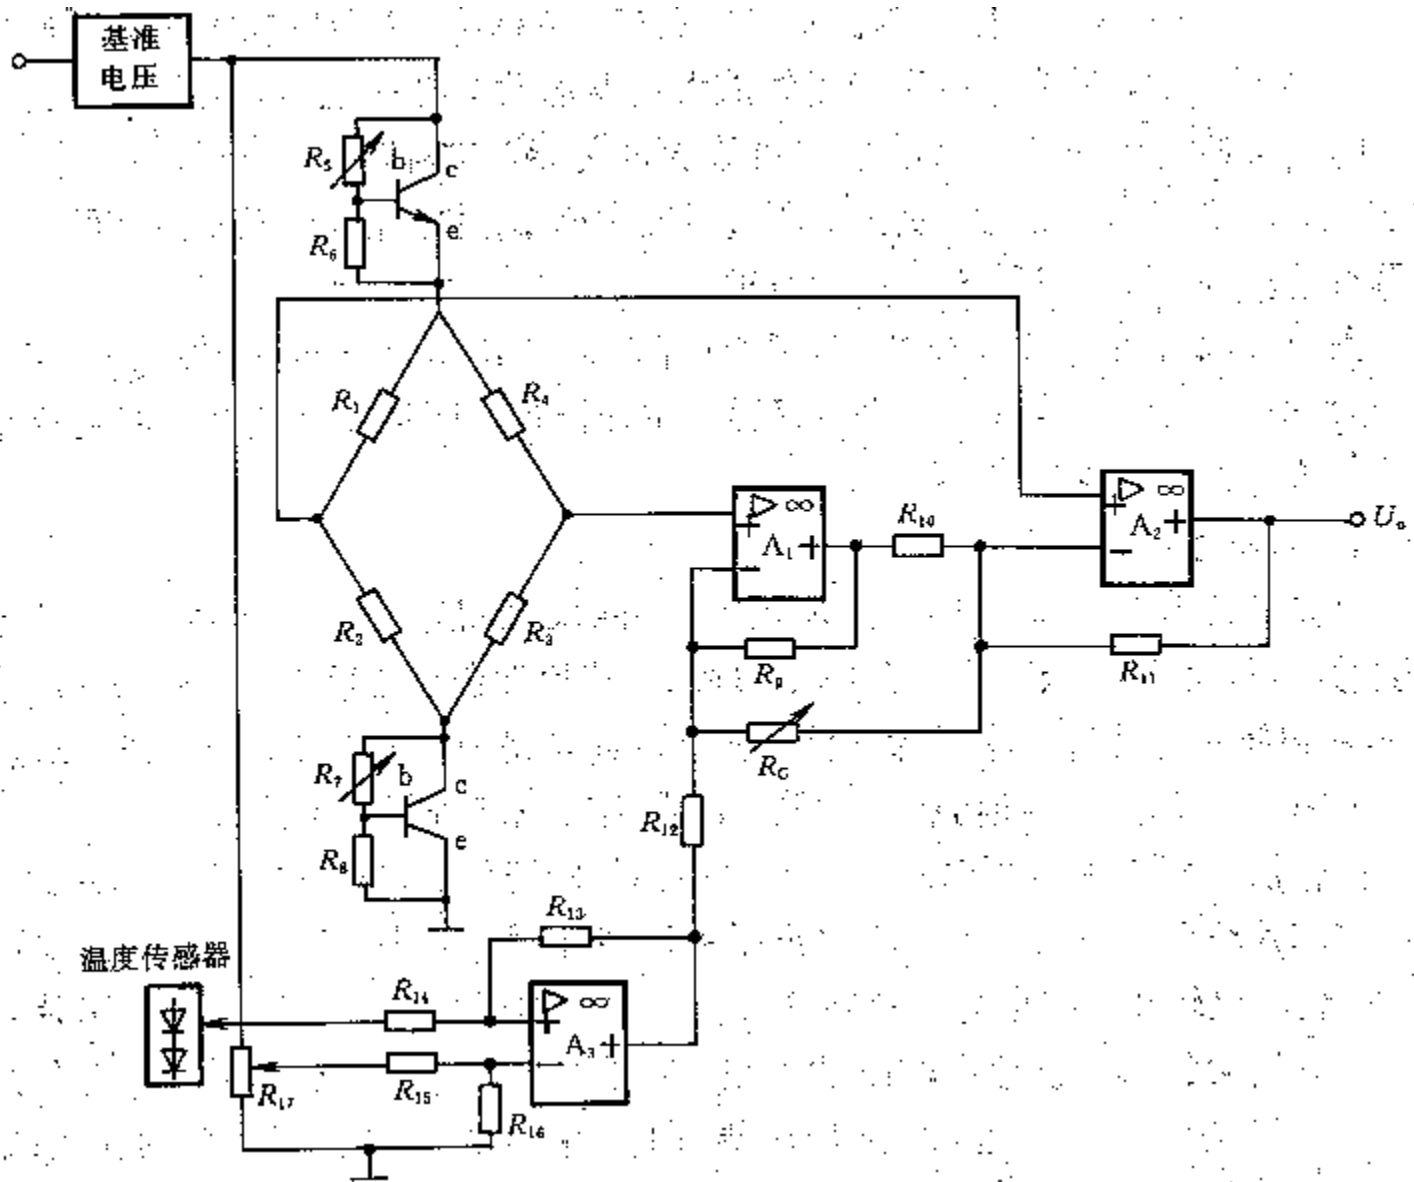 基准
电压
R₅
b
c
R₆
e
R₁
R₄
R₂
R₃
▷ ∞
+
A₁ +
−
R₁₀
▷ ∞
+
A₂ +
−
Uₒ
R₉
R₁₁
R_G
R₇
b
c
R₈
e
R₁₂
R₁₃
温度传感器
R₁₄
▷ ∞
+
A₃ +
−
R₁₅
R₁₇
R₁₆